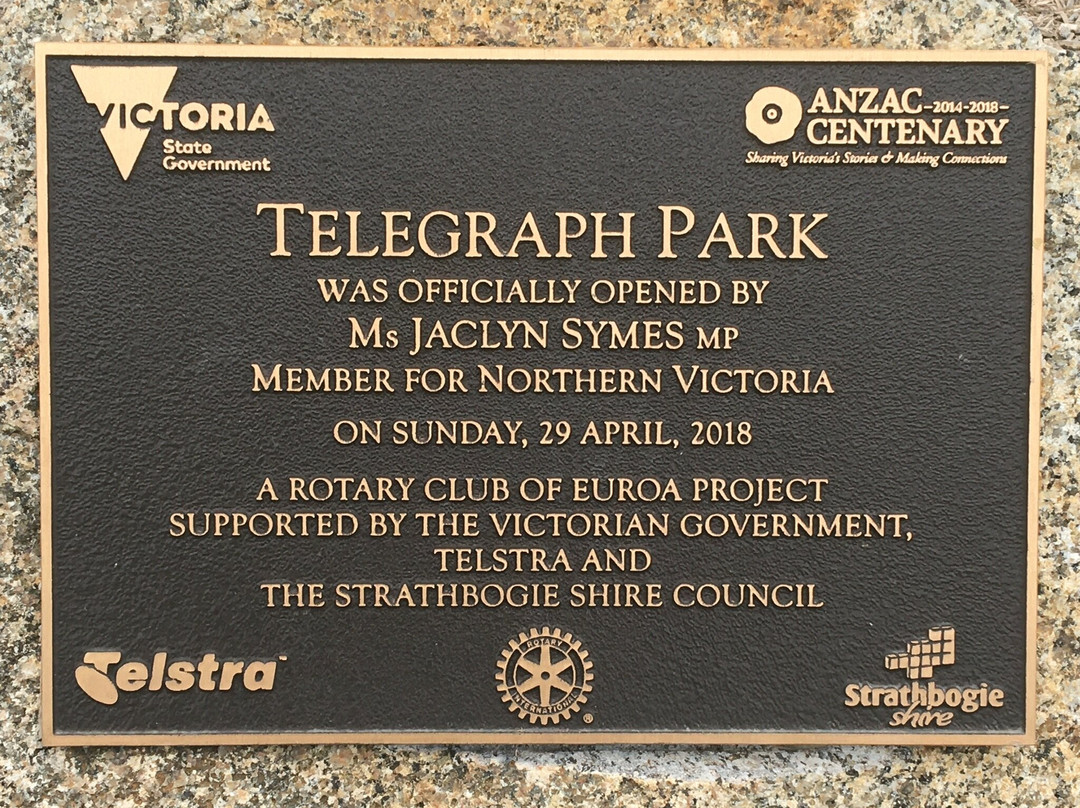 VICTORIA
State
Government
ANZAC -2014-2018-
CENTENARY
Sharing Victoria's Stories & Making Connections
TELEGRAPH PARK
WAS OFFICIALLY OPENED BY
Ms JACLYN SYMES MP
MEMBER FOR NORTHERN VICTORIA
ON SUNDAY, 29 APRIL, 2018
A ROTARY CLUB OF EUROA PROJECT
SUPPORTED BY THE VICTORIAN GOVERNMENT,
TELSTRA AND
THE STRATHBOGIE SHIRE COUNCIL
Telstra™
ROTARY
INTERNATIONAL
®
Strathbogie
shire